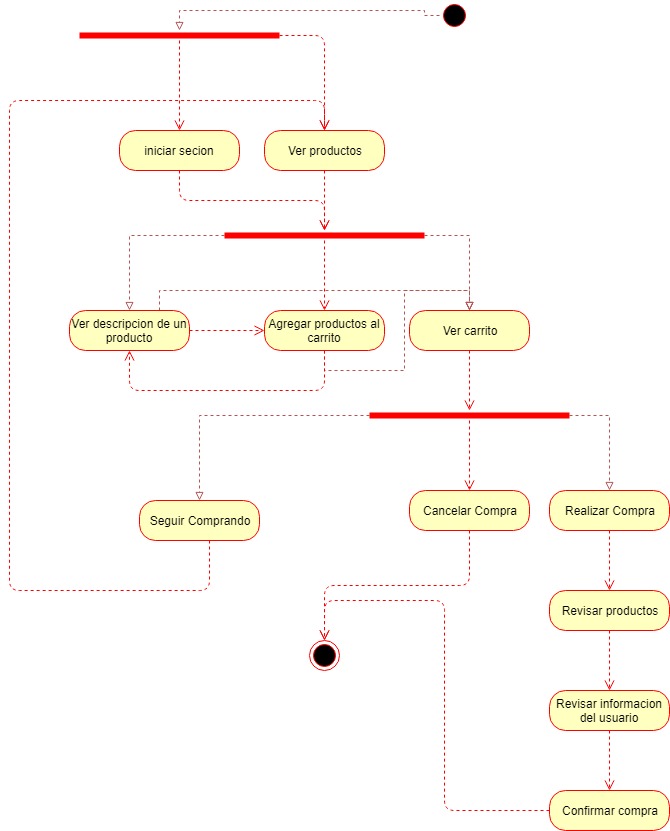 iniciar secion
Ver productos
Ver descripcion de un
producto
Agregar productos al
carrito
Ver carrito
Seguir Comprando
Cancelar Compra
Realizar Compra
Revisar productos
Revisar informacion
del usuario
Confirmar compra